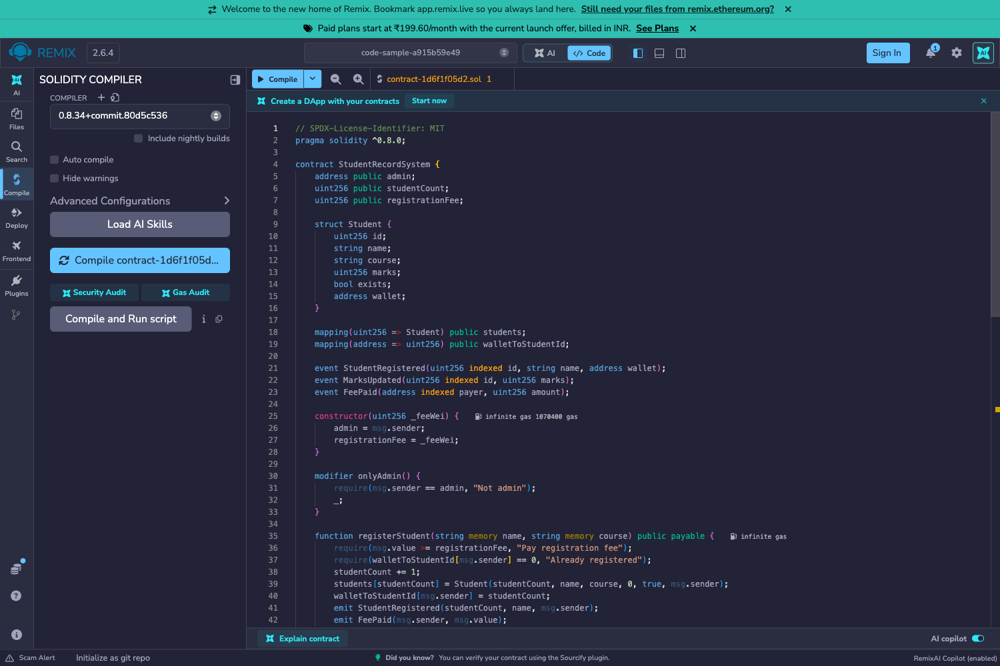 Welcome to the new home of Remix. Bookmark app.remix.live so you always land here. Still need your files from remix.ethereum.org? ✕
Paid plans start at ₹199.60/month with the current launch offer, billed in INR. See Plans ✕
REMIX 2.6.4
code-sample-a915b59e49
AI </> Code
Sign In
1
AI
AI
AI
Files
Search
Compile
Deploy
Frontend
Plugins
SOLIDITY COMPILER
COMPILER +
0.8.34+commit.80d5c536
Include nightly builds
Auto compile
Hide warnings
Advanced Configurations
Load AI Skills
Compile contract-1d6f1f05d...
Security Audit
Gas Audit
Compile and Run script i
Compile
contract-1d6f1f05d2.sol 1
Create a DApp with your contracts Start now ✕
1 // SPDX-License-Identifier: MIT
2 pragma solidity ^0.8.0;
3
4 contract StudentRecordSystem {
5 address public admin;
6 uint256 public studentCount;
7 uint256 public registrationFee;
8
9 struct Student {
10 uint256 id;
11 string name;
12 string course;
13 uint256 marks;
14 bool exists;
15 address wallet;
16 }
17
18 mapping(uint256 => Student) public students;
19 mapping(address => uint256) public walletToStudentId;
20
21 event StudentRegistered(uint256 indexed id, string name, address wallet);
22 event MarksUpdated(uint256 indexed id, uint256 marks);
23 event FeePaid(address indexed payer, uint256 amount);
24
25 constructor(uint256 _feeWei) { infinite gas 1070400 gas
26 admin = msg.sender;
27 registrationFee = _feeWei;
28 }
29
30 modifier onlyAdmin() {
31 require(msg.sender == admin, "Not admin");
32 _;
33 }
34
35 function registerStudent(string memory name, string memory course) public payable { infinite gas
36 require(msg.value >= registrationFee, "Pay registration fee");
37 require(walletToStudentId[msg.sender] == 0, "Already registered");
38 studentCount += 1;
39 students[studentCount] = Student(studentCount, name, course, 0, true, msg.sender);
40 walletToStudentId[msg.sender] = studentCount;
41 emit StudentRegistered(studentCount, name, msg.sender);
42 emit FeePaid(msg.sender, msg.value);
Explain contract
AI copilot
Scam Alert
Initialize as git repo
Did you know? You can verify your contract using the Sourcify plugin.
RemixAI Copilot (enabled)